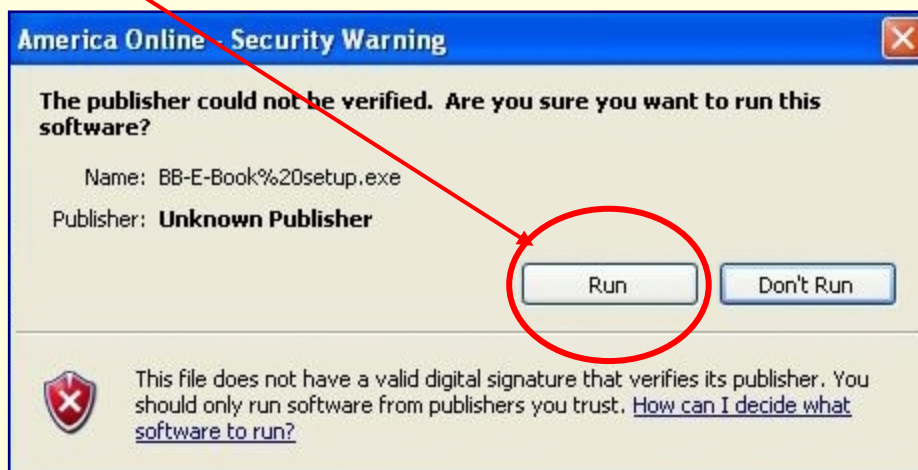 America Online - Security Warning
The publisher could not be verified. Are you sure you want to run this
software?
Name: BB-E-Book%20setup.exe
Publisher: Unknown Publisher
Run
Don't Run
This file does not have a valid digital signature that verifies its publisher. You
should only run software from publishers you trust. How can I decide what
software to run?